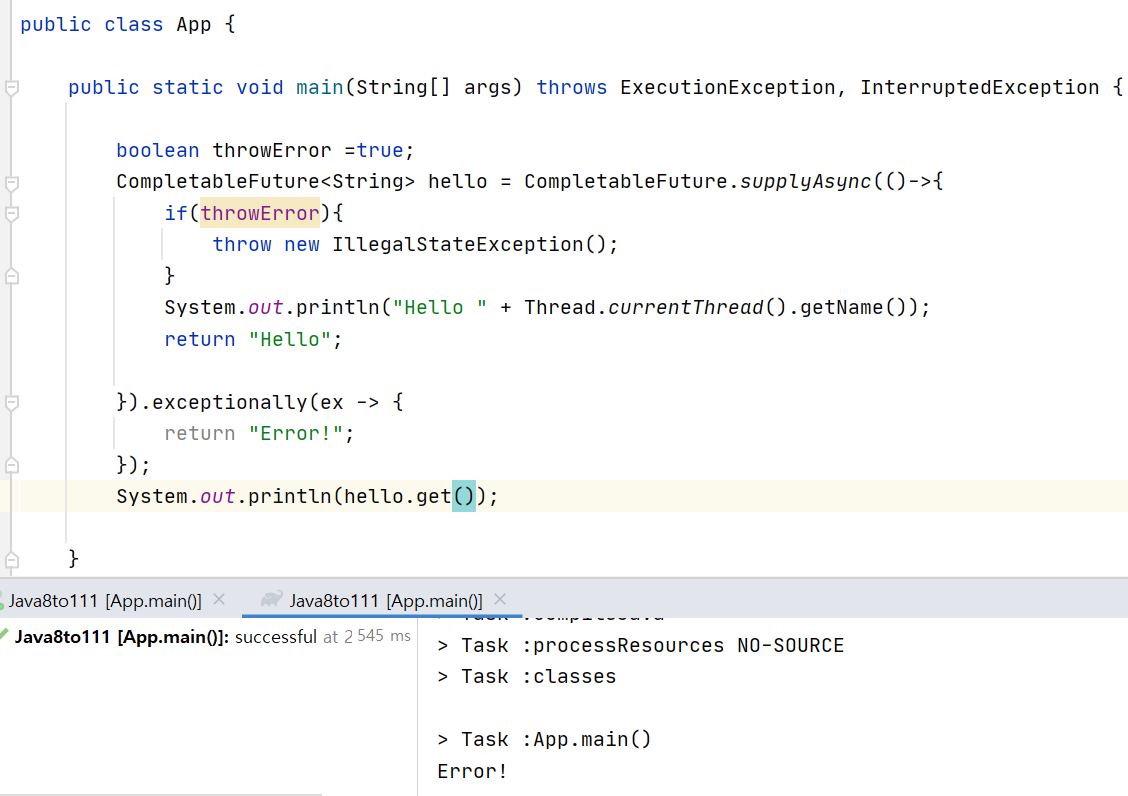 public class App {
public static void main(String[] args) throws ExecutionException, InterruptedException {
boolean throwError =true;
CompletableFuture<String> hello = CompletableFuture.supplyAsync(()->{
if(throwError){
throw new IllegalStateException();
}
System.out.println("Hello " + Thread.currentThread().getName());
return "Hello";
}).exceptionally(ex -> {
return "Error!";
});
System.out.println(hello.get());
}
Java8to111 [App.main()]
Java8to111 [App.main()]
Java8to111 [App.main()]: successful at 2 545 ms
> Task :processResources NO-SOURCE
> Task :classes
> Task :App.main()
Error!